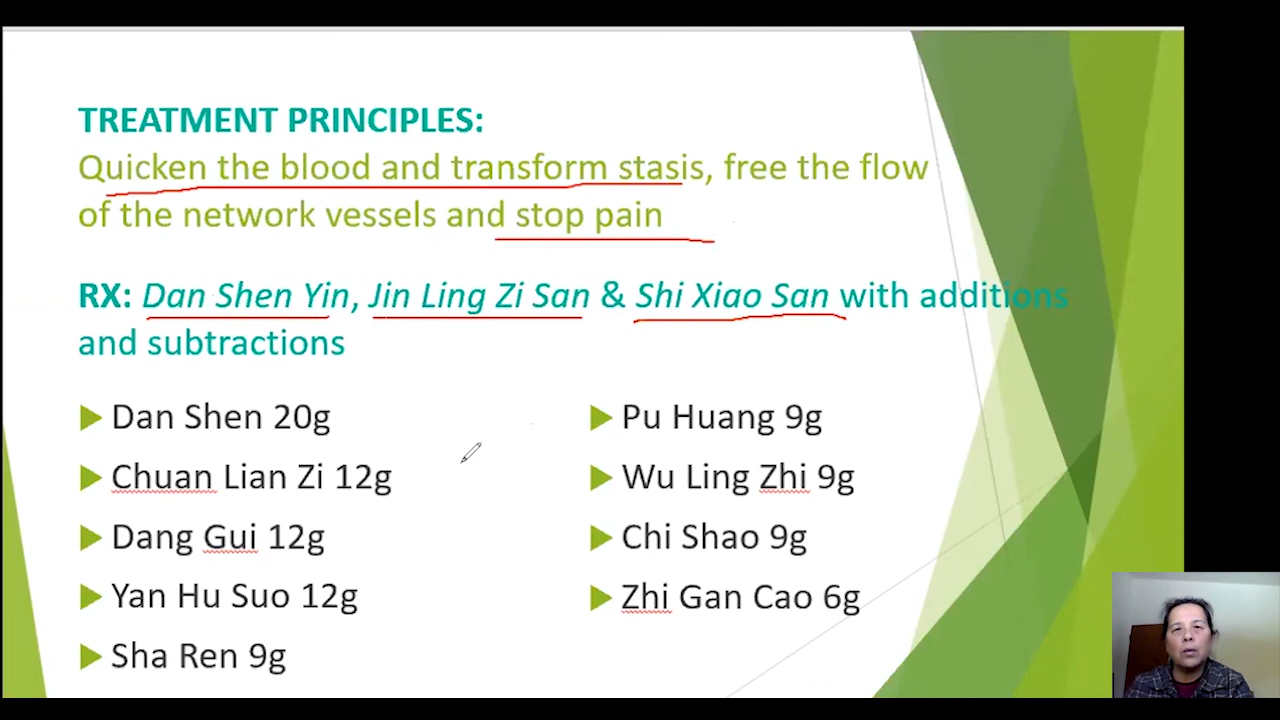 TREATMENT PRINCIPLES:
Quicken the blood and transform stasis, free the flow
of the network vessels and stop pain
RX: Dan Shen Yin, Jin Ling Zi San & Shi Xiao San with additions
and subtractions
Dan Shen 20g
Chuan Lian Zi 12g
Dang Gui 12g
Yan Hu Suo 12g
Sha Ren 9g
Pu Huang 9g
Wu Ling Zhi 9g
Chi Shao 9g
Zhi Gan Cao 6g